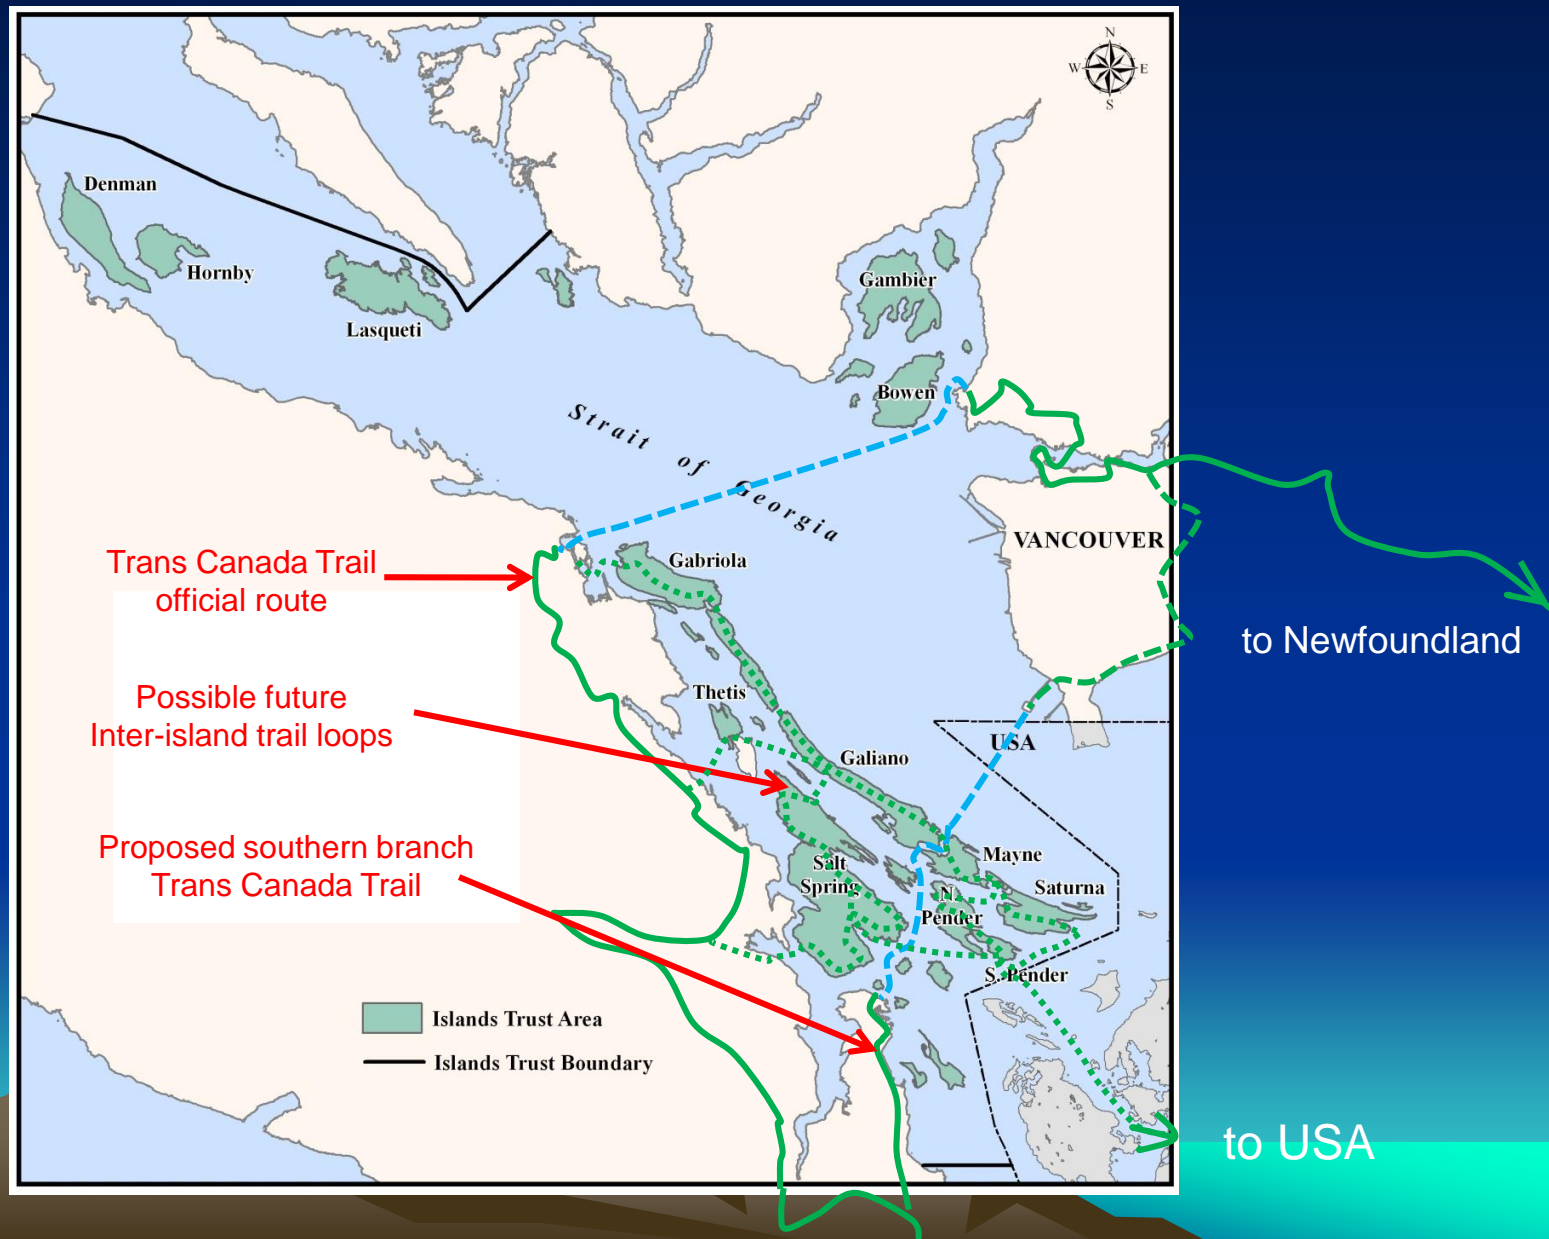 N
W E
S
Denman
Hornby
Lasqueti
Gambier
Bowen
Strait of Georgia
VANCOUVER
Gabriola
Trans Canada Trail
official route
to Newfoundland
Possible future
Inter-island trail loops
Thetis
USA
Galiano
Proposed southern branch
Trans Canada Trail
Mayne
Salt
Spring
Saturna
N.
Pender
S. Pender
Islands Trust Area
Islands Trust Boundary
to USA